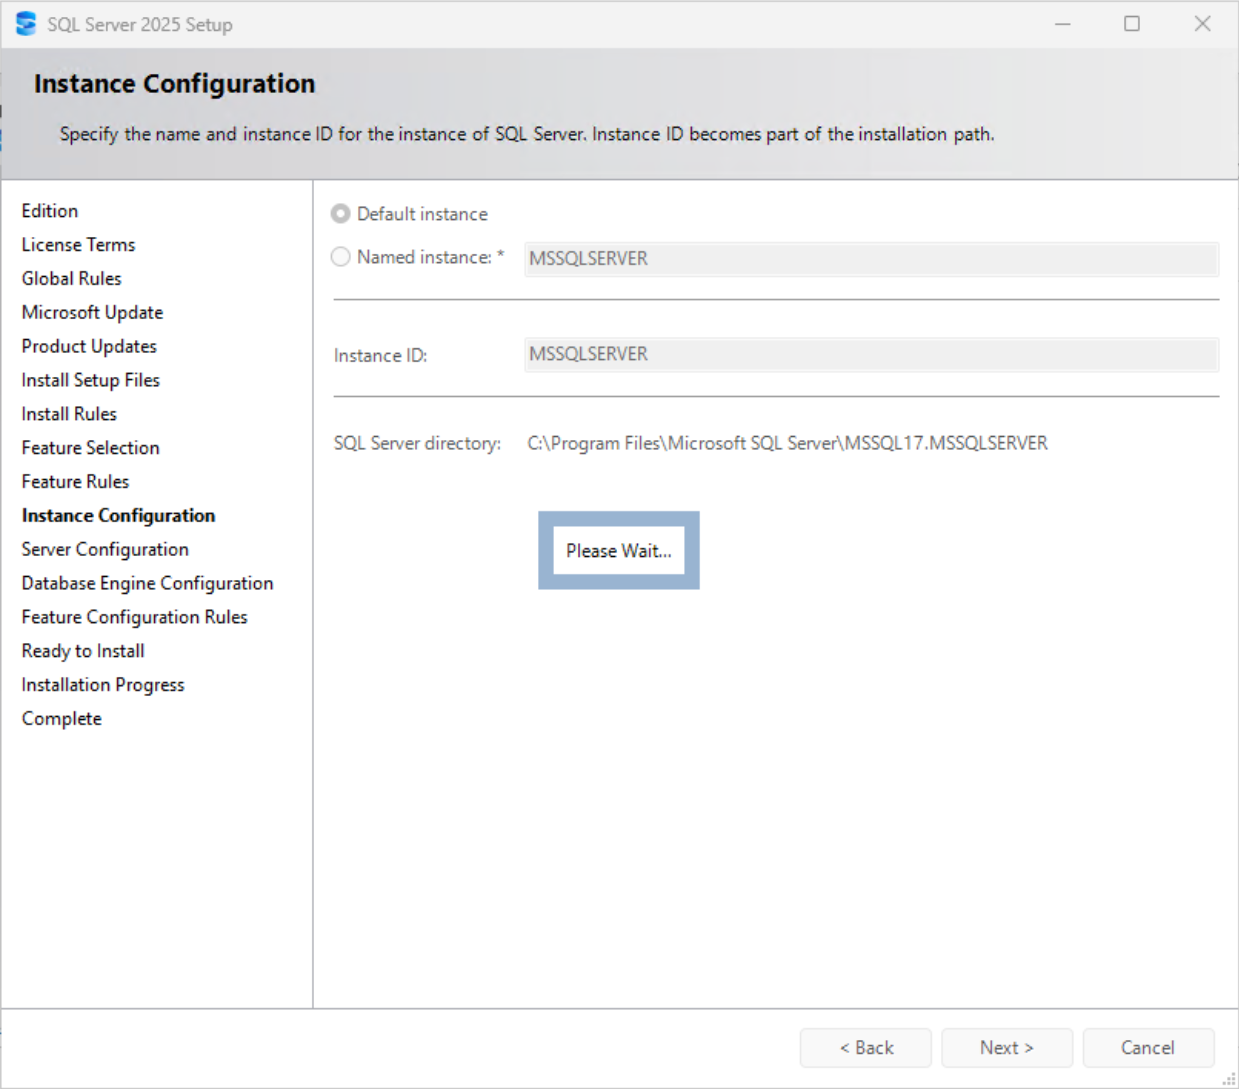 SQL Server 2025 Setup
Instance Configuration
Specify the name and instance ID for the instance of SQL Server. Instance ID becomes part of the installation path.
Edition
License Terms
Global Rules
Microsoft Update
Product Updates
Install Setup Files
Install Rules
Feature Selection
Feature Rules
Instance Configuration
Server Configuration
Database Engine Configuration
Feature Configuration Rules
Ready to Install
Installation Progress
Complete
Default instance
Named instance: * MSSQLSERVER
Instance ID: MSSQLSERVER
SQL Server directory: C:\Program Files\Microsoft SQL Server\MSSQL17.MSSQLSERVER
Please Wait...
< Back Next > Cancel